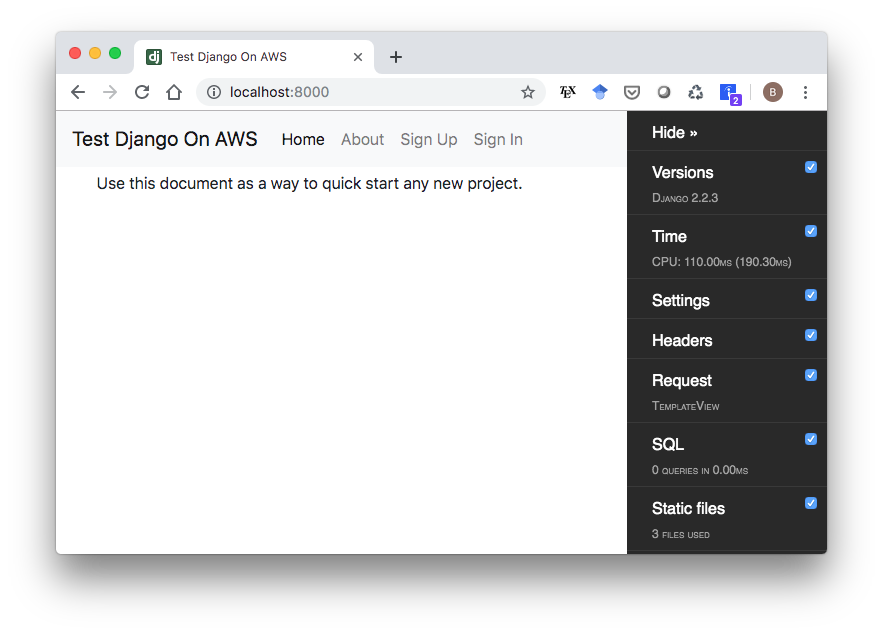 dj Test Django On AWS
localhost:8000
TEX
2
B
Test Django On AWS Home About Sign Up Sign In
Use this document as a way to quick start any new project.
Hide »
Versions
Django 2.2.3
Time
CPU: 110.00ms (190.30ms)
Settings
Headers
Request
TemplateView
SQL
0 queries in 0.00ms
Static files
3 files used